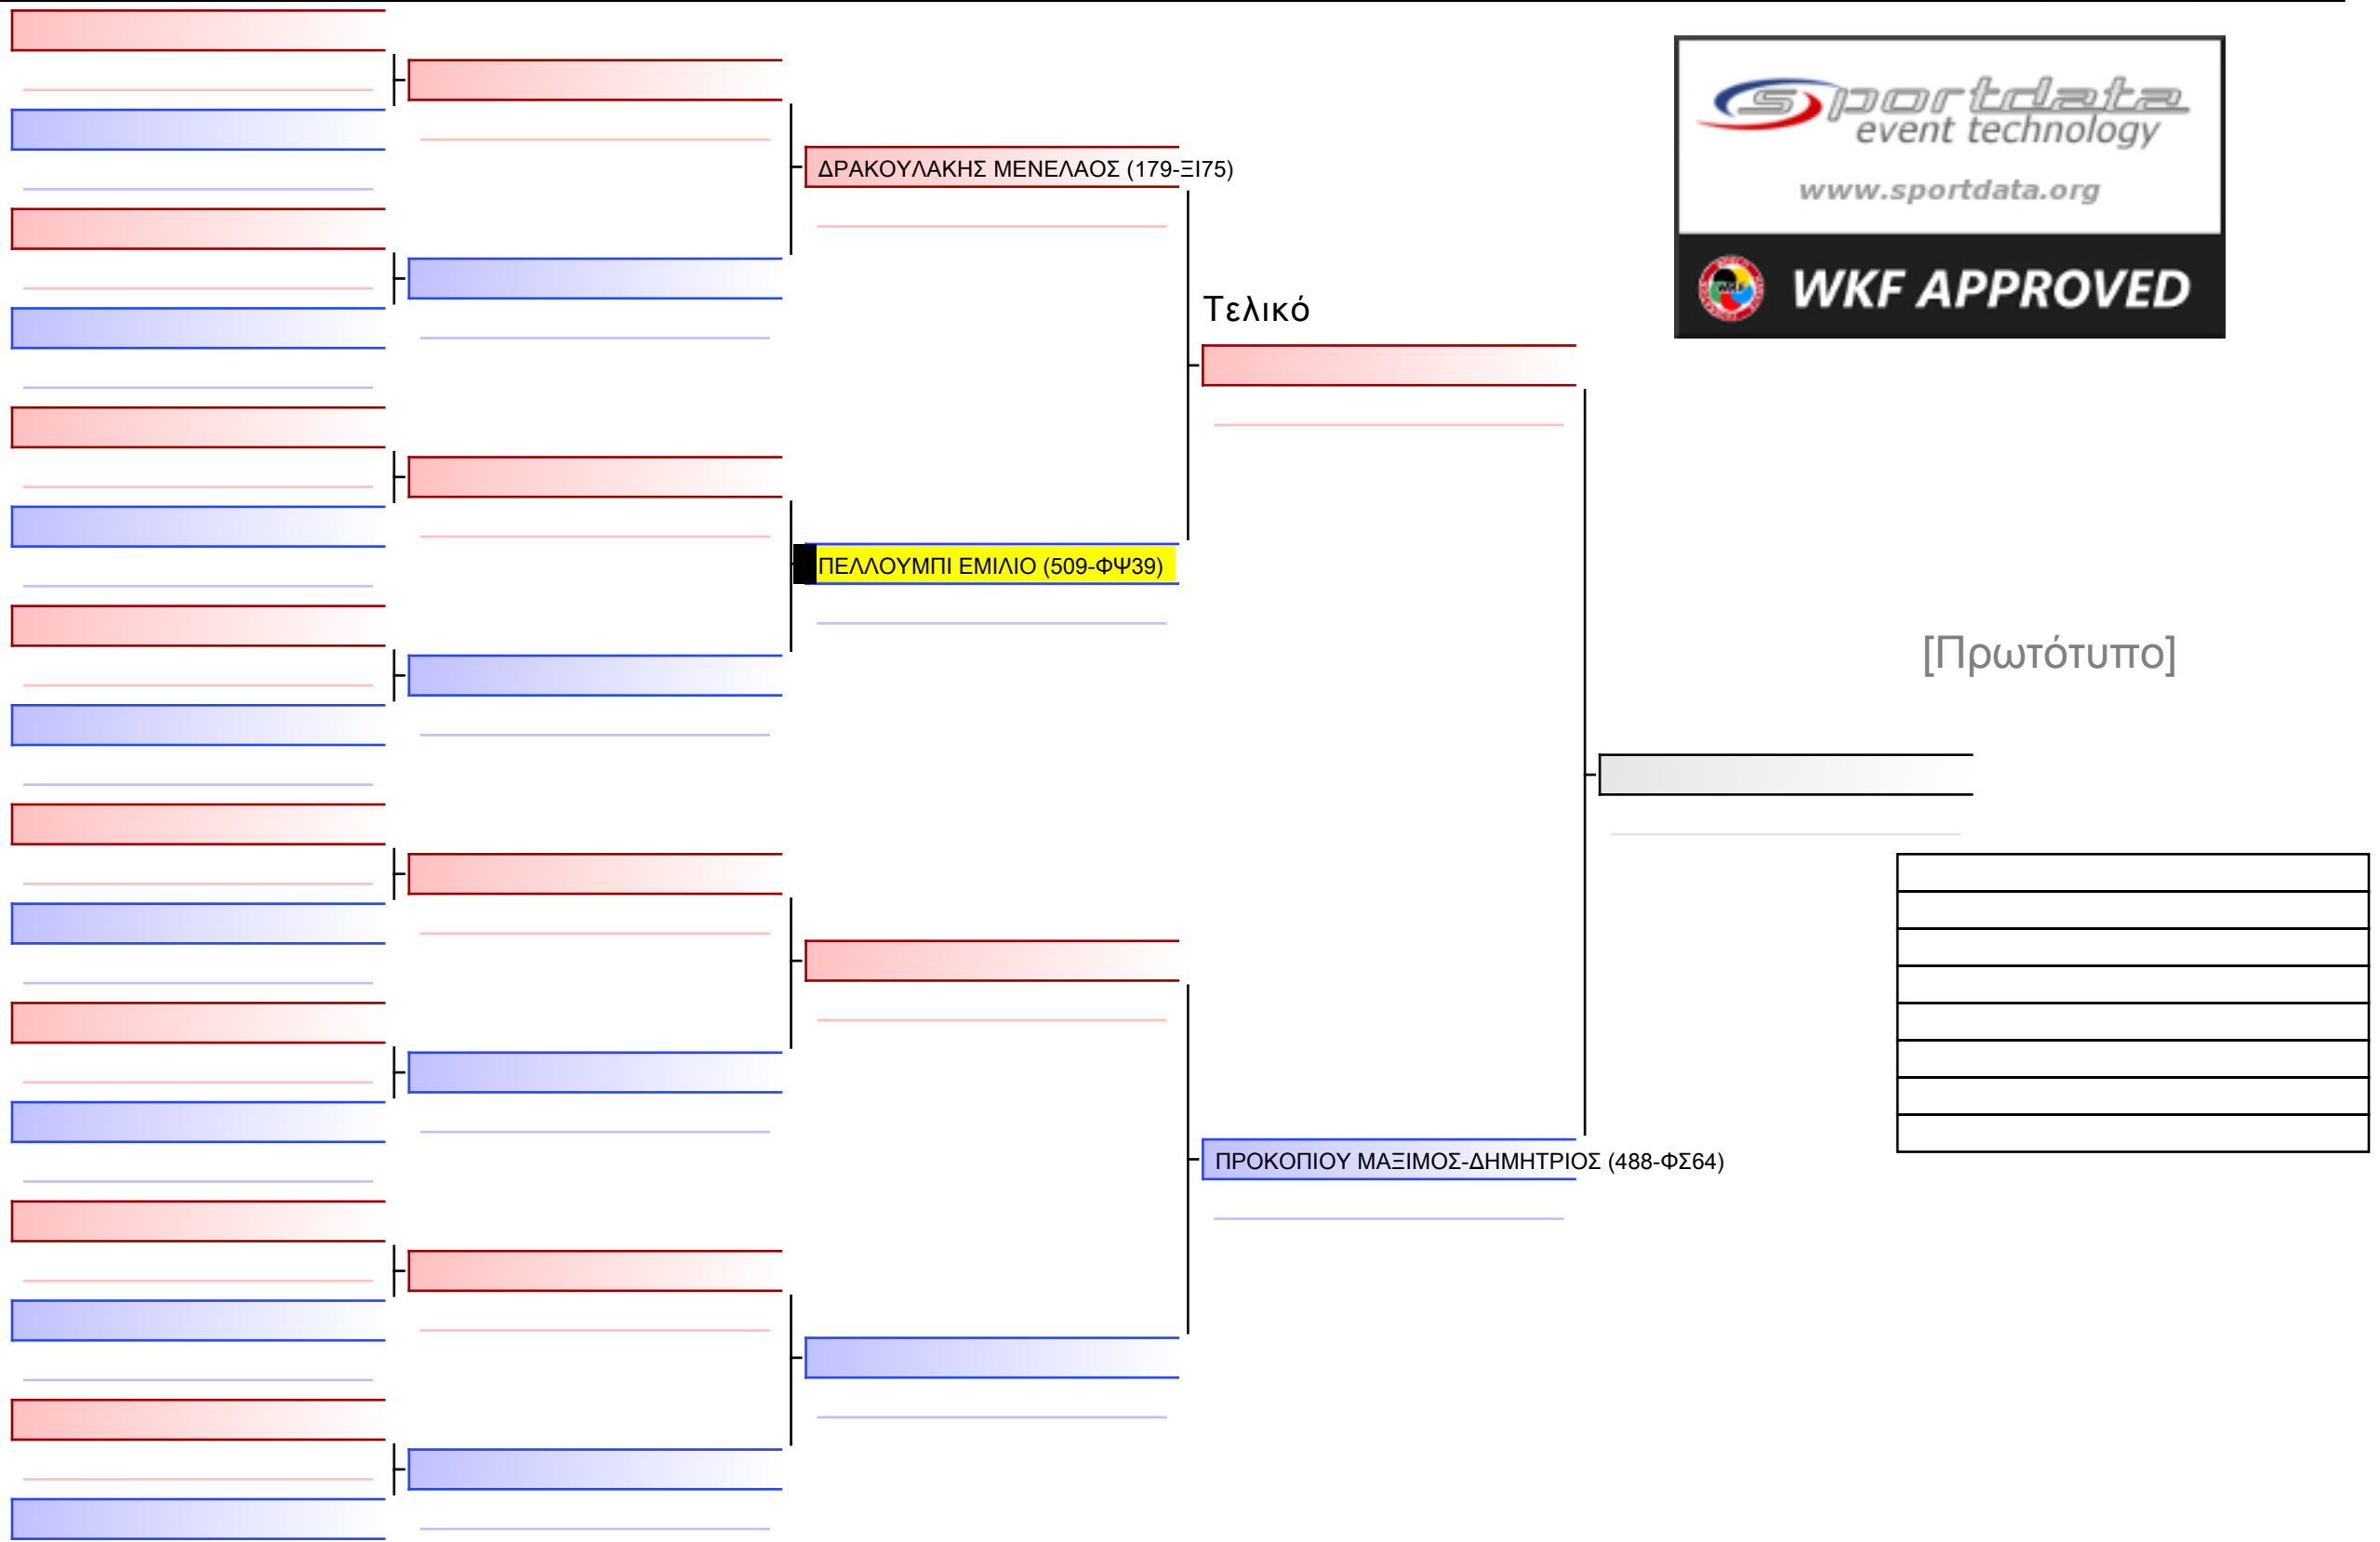 sportdata
event technology
www.sportdata.org
WKF APPROVED
ΔΡΑΚΟΥΛΑΚΗΣ ΜΕΝΕΛΑΟΣ (179-ΞΙ75)
Τελικό
ΠΕΛΛΟΥΜΠΙ ΕΜΙΛΙΟ (509-ΦΨ39)
[Πρωτότυπο]
ΠΡΟΚΟΠΙΟΥ ΜΑΞΙΜΟΣ-ΔΗΜΗΤΡΙΟΣ (488-ΦΣ64)